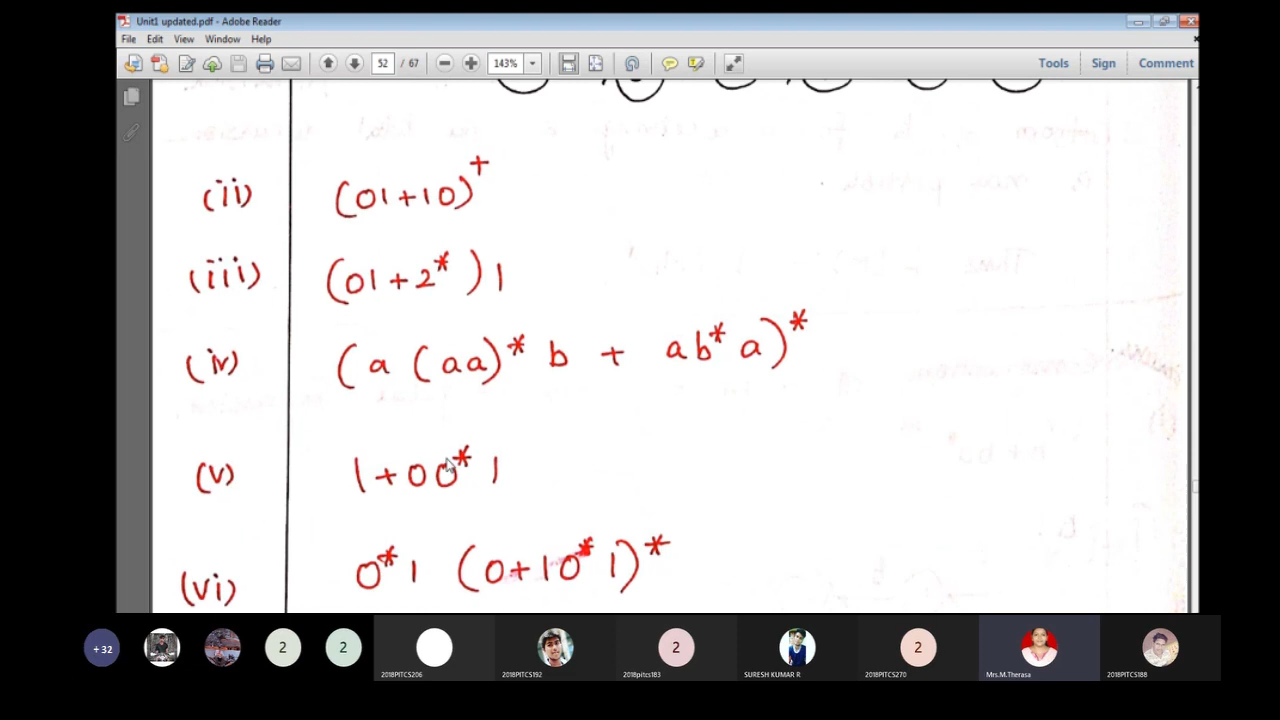 Unit1 updated.pdf - Adobe Reader
File Edit View Window Help
52 / 67 143% Tools Sign Comment
(ii) (01+10)⁺
(iii) (01+2*)1
(iv) (a(aa)*b + ab*a)*
(v) 1+00*1
(vi) 0*1 (0+10*1)*
+32 2 2 2 2
2018PITCS206 2018PITCS192 2018pitcs183 SURESH KUMAR R 2018PITCS270 Mrs.M.Therasa 2018PITCS188